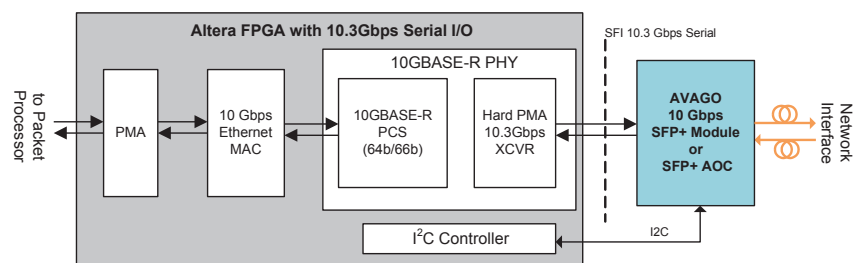 Altera FPGA with 10.3Gbps Serial I/O
SFI 10.3 Gbps Serial
10GBASE-R PHY
to Packet
Processor
PMA
10 Gbps
Ethernet
MAC
10GBASE-R
PCS
(64b/66b)
Hard PMA
10.3Gbps
XCVR
AVAGO
10 Gbps
SFP+ Module
or
SFP+ AOC
Network
Interface
I²C Controller
I2C